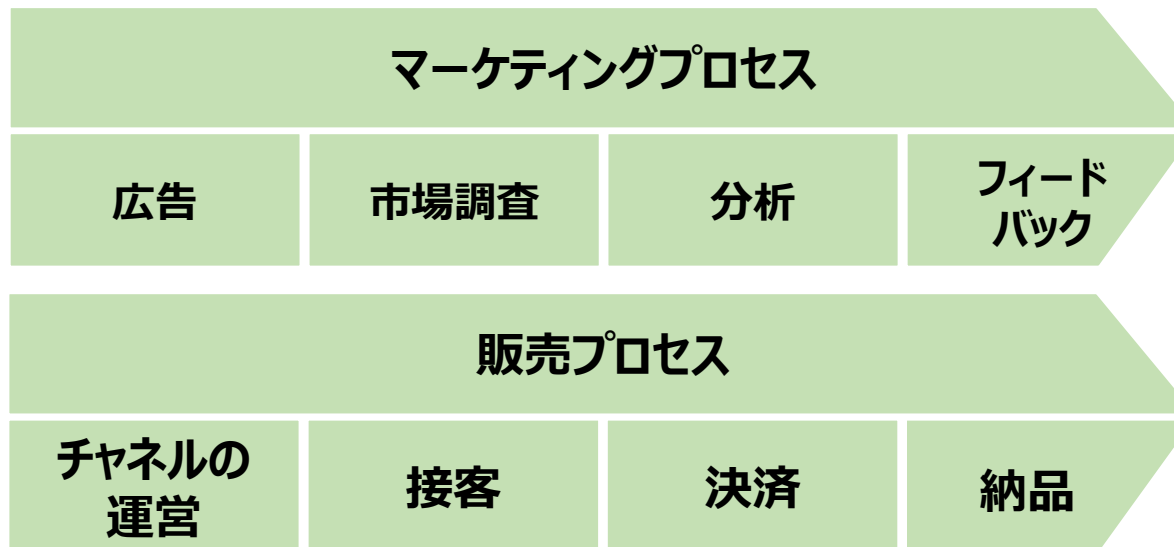 マーケティングプロセス
広告
市場調査
分析
フィード
バック
販売プロセス
チャネルの
運営
接客
決済
納品